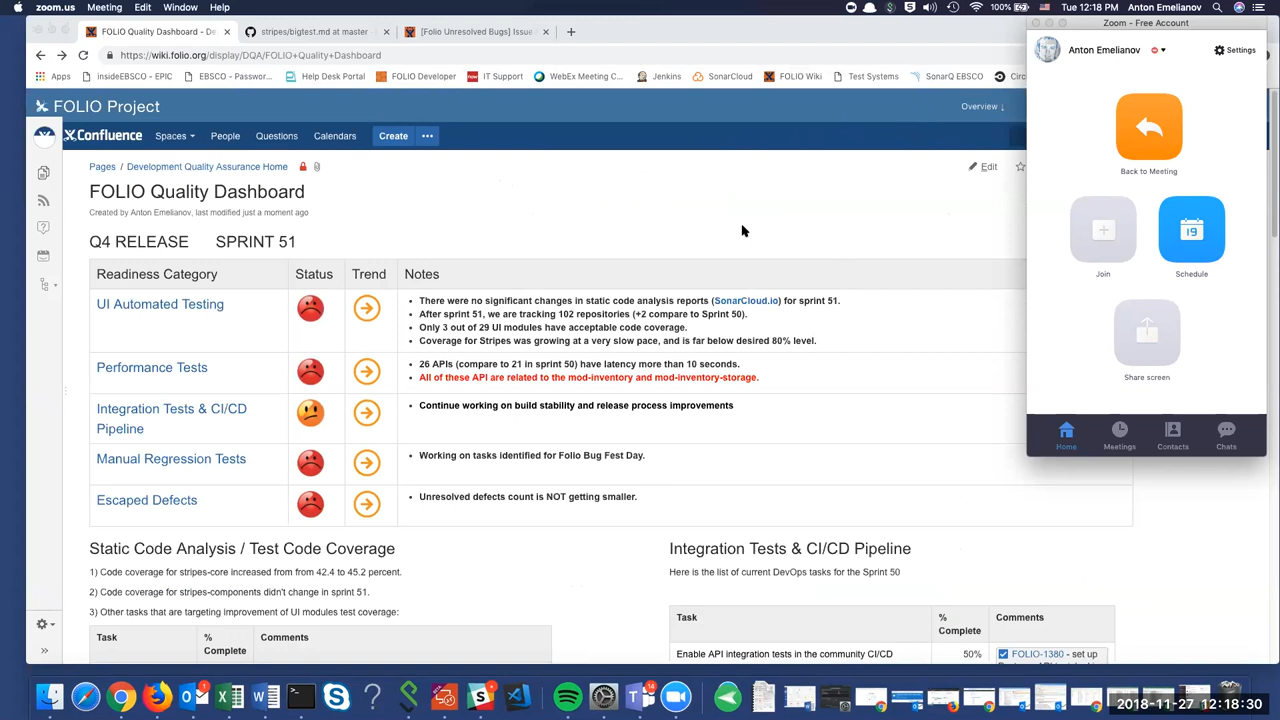 zoom.us Meeting Edit Window Help
100% Tue 12:18 PM Anton Emelianov
FOLIO Quality Dashboard - De
stripes/bigtest.md at master
[Folio Unresolved Bugs] Issue
https://wiki.folio.org/display/DQA/FOLIO+Quality+Dashboard
Apps insideEBSCO - EPIC EBSCO - Passwor... Help Desk Portal FOLIO Developer IT Support WebEx Meeting C... Jenkins SonarCloud FOLIO Wiki Test Systems SonarQ EBSCO Circ
FOLIO Project
Overview ↓
Confluence Spaces People Questions Calendars Create •••
Pages / Development Quality Assurance Home
Edit
FOLIO Quality Dashboard
Created by Anton Emelianov, last modified just a moment ago
Q4 RELEASE SPRINT 51
Readiness Category Status Trend Notes
UI Automated Testing
• There were no significant changes in static code analysis reports (SonarCloud.io) for sprint 51.
• After sprint 51, we are tracking 102 repositories (+2 compare to Sprint 50).
• Only 3 out of 29 UI modules have acceptable code coverage.
• Coverage for Stripes was growing at a very slow pace, and is far below desired 80% level.
Performance Tests
• 26 APIs (compare to 21 in sprint 50) have latency more than 10 seconds.
• All of these API are related to the mod-inventory and mod-inventory-storage.
Integration Tests & CI/CD
Pipeline
• Continue working on build stability and release process improvements
Manual Regression Tests
• Working on tasks identified for Folio Bug Fest Day.
Escaped Defects
• Unresolved defects count is NOT getting smaller.
Static Code Analysis / Test Code Coverage
1) Code coverage for stripes-core increased from from 42.4 to 45.2 percent.
2) Code coverage for stripes-components didn't change in sprint 51.
3) Other tasks that are targeting improvement of UI modules test coverage:
Task % Comments
Complete
Integration Tests & CI/CD Pipeline
Here is the list of current DevOps tasks for the Sprint 50
Task % Comments
Complete
Enable API integration tests in the community CI/CD 50% FOLIO-1380 - set up
Zoom - Free Account
Anton Emelianov
Settings
Back to Meeting
19
Join
Schedule
Share screen
Home Meetings Contacts Chats
2018-11-27 12:18:30